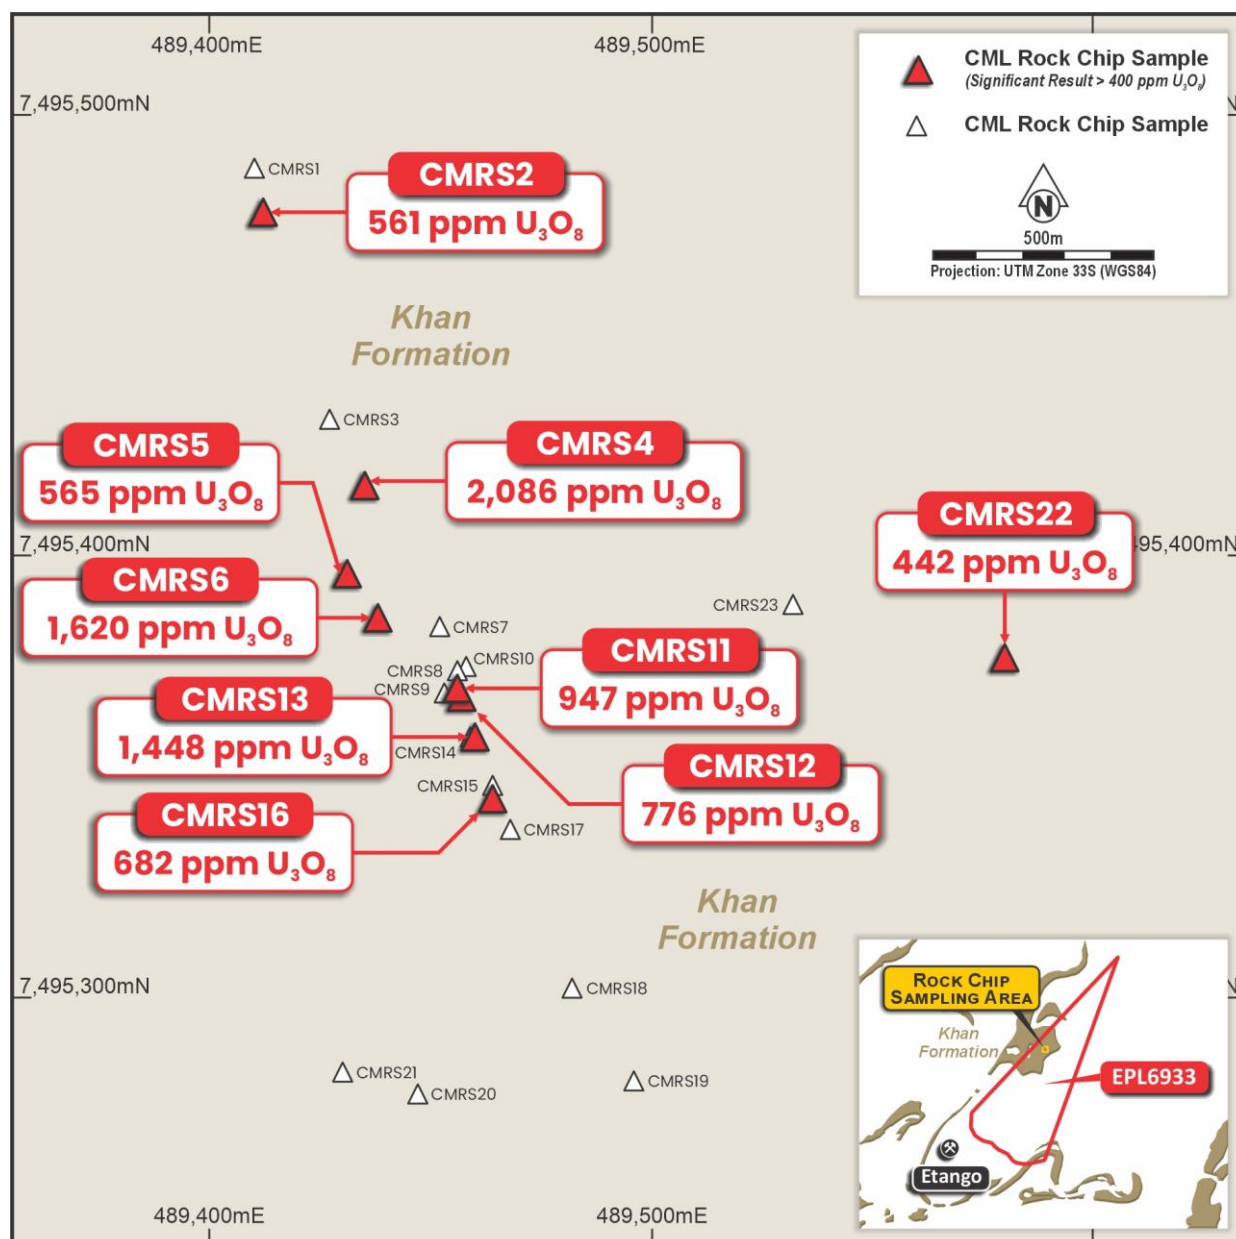 489,400mE
489,500mE
7,495,500mN
CML Rock Chip Sample
(Significant Result > 400 ppm U₃O₈)
CML Rock Chip Sample
N
500m
Projection: UTM Zone 33S (WGS84)
CMRS1
CMRS2
561 ppm U₃O₈
Khan
Formation
CMRS3
CMRS5
565 ppm U₃O₈
CMRS4
2,086 ppm U₃O₈
CMRS22
442 ppm U₃O₈
7,495,400mN
495,400mN
CMRS6
1,620 ppm U₃O₈
CMRS23
CMRS7
CMRS8
CMRS10
CMRS9
CMRS11
947 ppm U₃O₈
CMRS13
1,448 ppm U₃O₈
CMRS14
CMRS12
776 ppm U₃O₈
CMRS15
CMRS16
682 ppm U₃O₈
CMRS17
Khan
Formation
7,495,300mN
N
CMRS18
CMRS21
CMRS20
CMRS19
ROCK CHIP
SAMPLING AREA
Khan
Formation
EPL6933
Etango
489,400mE
489,500mE